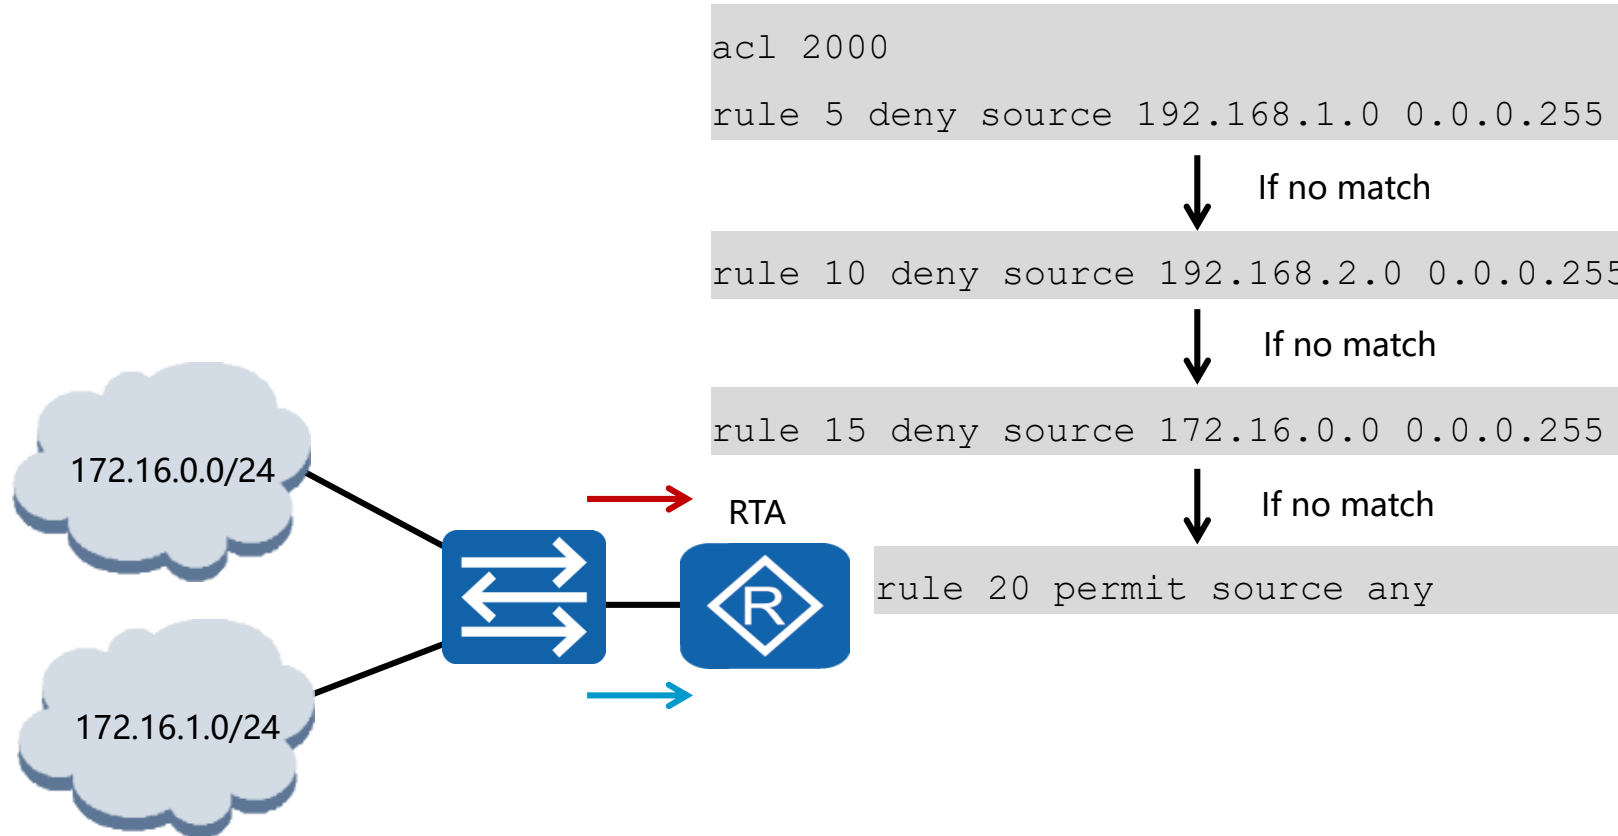 acl 2000
rule 5 deny source 192.168.1.0 0.0.0.255
If no match
rule 10 deny source 192.168.2.0 0.0.0.255
If no match
rule 15 deny source 172.16.0.0 0.0.0.255
If no match
rule 20 permit source any
172.16.0.0/24
RTA
R
172.16.1.0/24